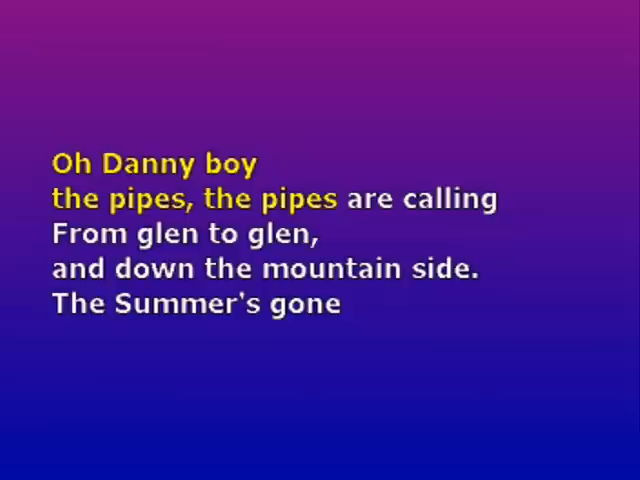 Oh Danny boy
the pipes, the pipes are calling
From glen to glen,
and down the mountain side.
The Summer's gone